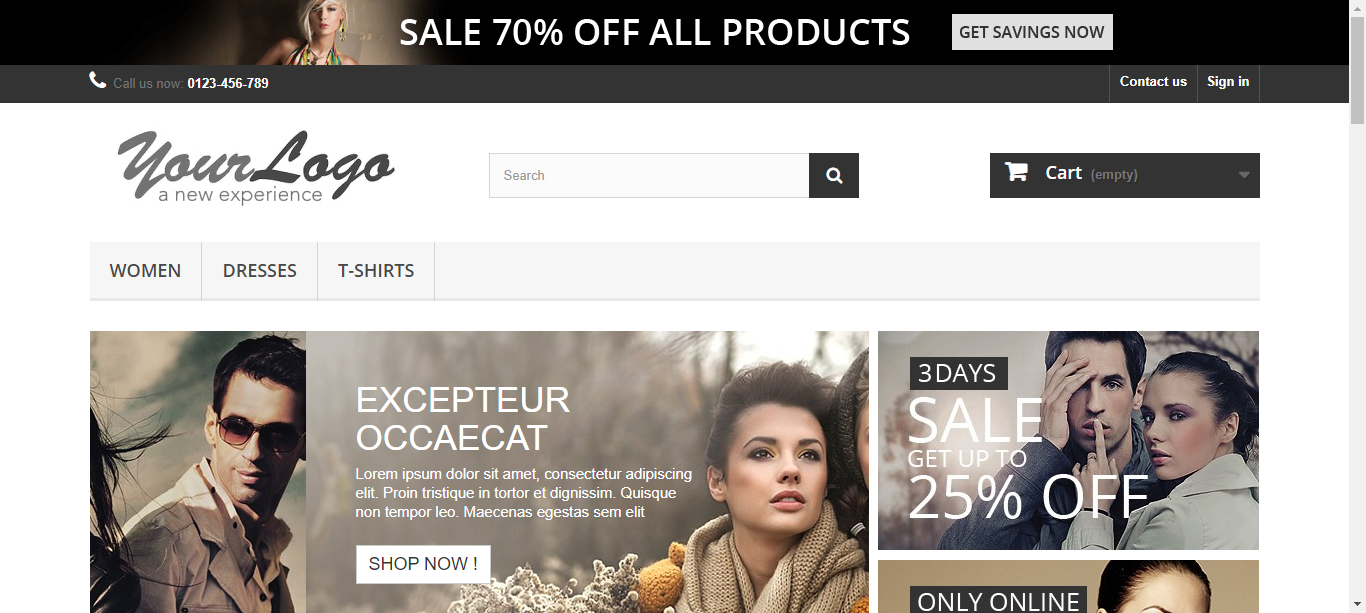 SALE 70% OFF ALL PRODUCTS
GET SAVINGS NOW
Call us now: 0123-456-789
Contact us
Sign in
YourLogo
a new experience
Search
Cart (empty)
WOMEN
DRESSES
T-SHIRTS
EXCEPTEUR
OCCAECAT
Lorem ipsum dolor sit amet, consectetur adipiscing
elit. Proin tristique in tortor et dignissim. Quisque
non tempor leo. Maecenas egestas sem elit
SHOP NOW !
3 DAYS
SALE
GET UP TO
25% OFF
ONLY ONLINE